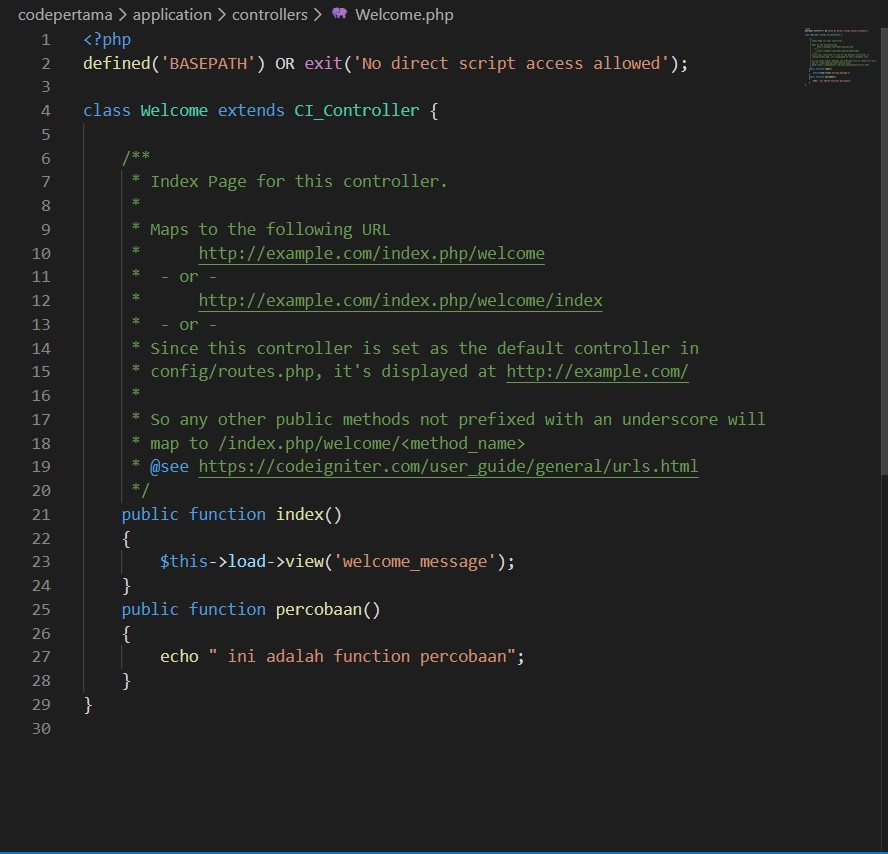 codepertama > application > controllers > Welcome.php
1 <?php
2 defined('BASEPATH') OR exit('No direct script access allowed');
3
4 class Welcome extends CI_Controller {
5
6     /**
7      * Index Page for this controller.
8      *
9      * Maps to the following URL
10      *      http://example.com/index.php/welcome
11      *  - or -
12      *      http://example.com/index.php/welcome/index
13      *  - or -
14      * Since this controller is set as the default controller in
15      * config/routes.php, it's displayed at http://example.com/
16      *
17      * So any other public methods not prefixed with an underscore will
18      * map to /index.php/welcome/<method_name>
19      * @see https://codeigniter.com/user_guide/general/urls.html
20      */
21     public function index()
22     {
23         $this->load->view('welcome_message');
24     }
25     public function percobaan()
26     {
27         echo " ini adalah function percobaan";
28     }
29 }
30